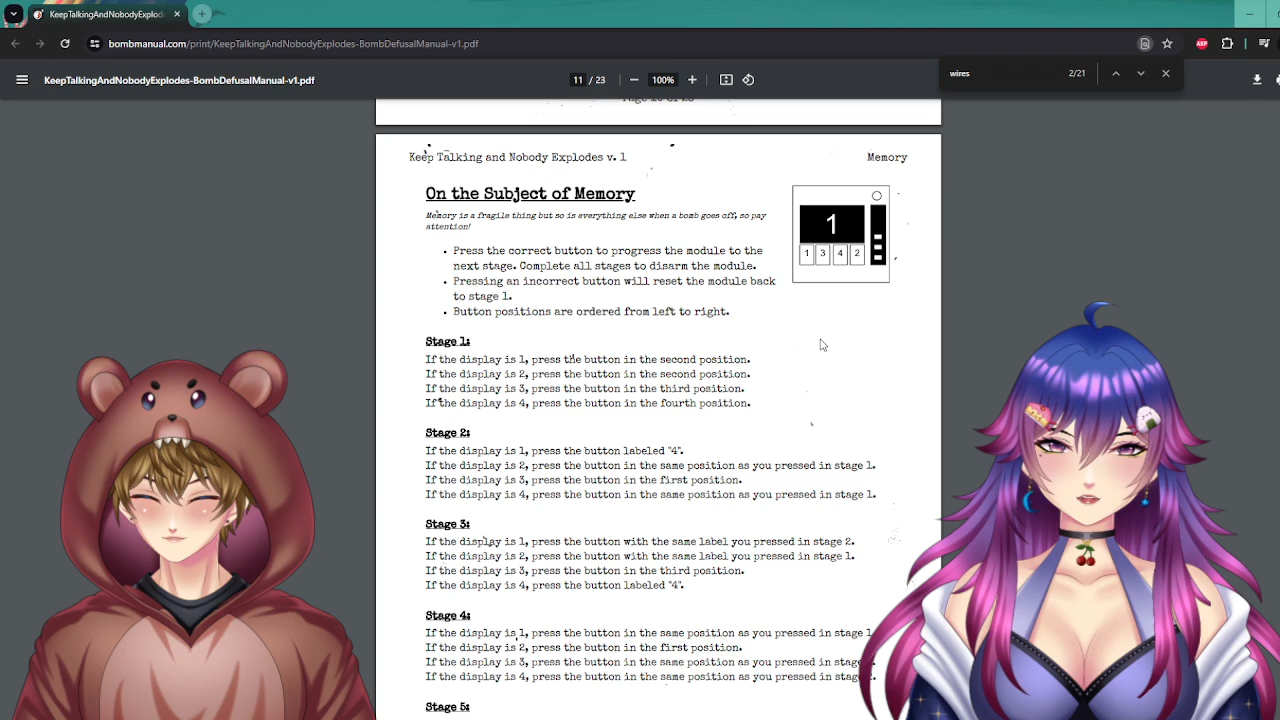 KeepTalkingAndNobodyExplode
bombmanual.com/print/KeepTalkingAndNobodyExplodes-BombDefusalManual-v1.pdf
ABP
KeepTalkingAndNobodyExplodes-BombDefusalManual-v1.pdf
11 / 23
100%
wires
2/21
Keep Talking and Nobody Explodes v. 1
Memory
On the Subject of Memory
Memory is a fragile thing but so is everything else when a bomb goes off, so pay
attention!
1
1 3 4 2
• Press the correct button to progress the module to the
next stage. Complete all stages to disarm the module.
• Pressing an incorrect button will reset the module back
to stage 1.
• Button positions are ordered from left to right.
Stage 1:
If the display is 1, press the button in the second position.
If the display is 2, press the button in the second position.
If the display is 3, press the button in the third position.
If the display is 4, press the button in the fourth position.
Stage 2:
If the display is 1, press the button labeled "4".
If the display is 2, press the button in the same position as you pressed in stage 1.
If the display is 3, press the button in the first position.
If the display is 4, press the button in the same position as you pressed in stage 1.
Stage 3:
If the display is 1, press the button with the same label you pressed in stage 2.
If the display is 2, press the button with the same label you pressed in stage 1.
If the display is 3, press the button in the third position.
If the display is 4, press the button labeled "4".
Stage 4:
If the display is 1, press the button in the same position as you pressed in stage 1
If the display is 2, press the button in the first position.
If the display is 3, press the button in the same position as you pressed in stage
If the display is 4, press the button in the same position as you pressed in stage
Stage 5: